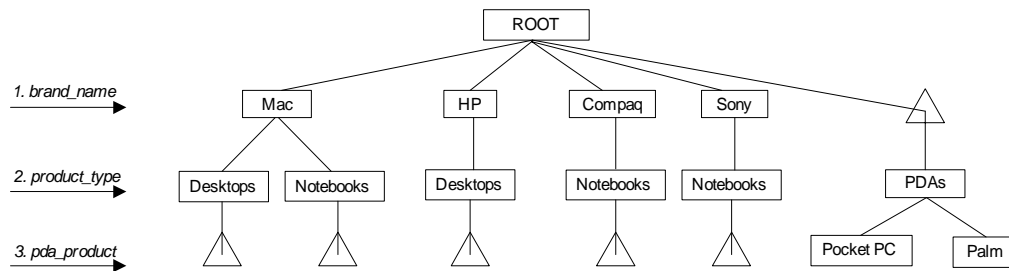 ROOT
1. brand_name
Mac
HP
Compaq
Sony
2. product_type
Desktops
Notebooks
Desktops
Notebooks
Notebooks
PDAs
3. pda_product
Pocket PC
Palm